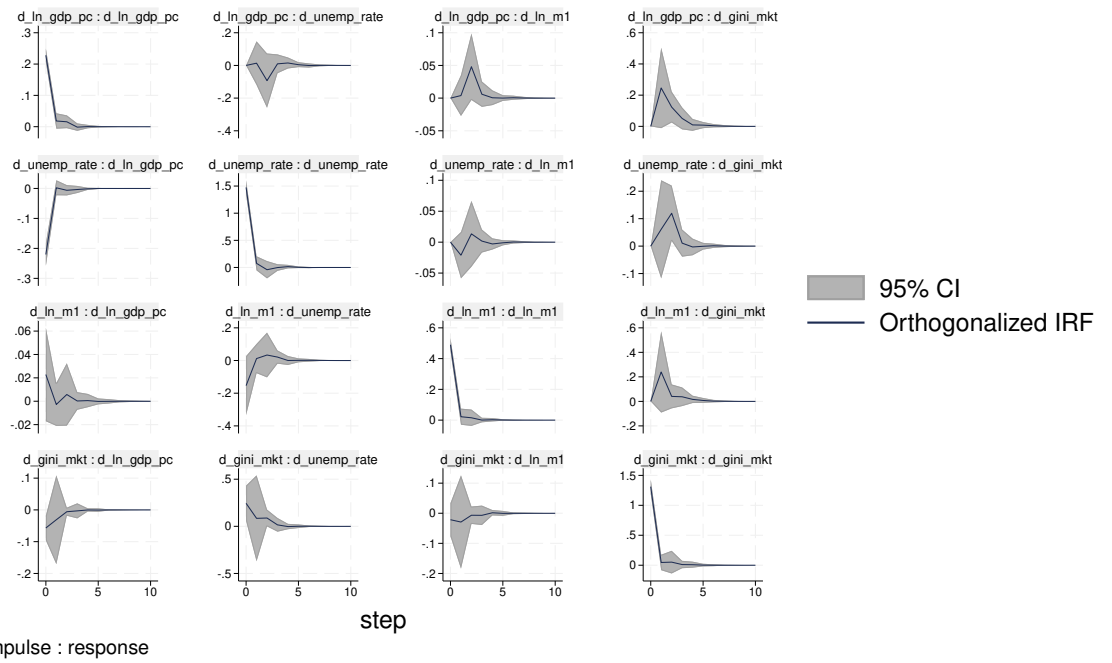 d_ln_gdp_pc : d_ln_gdp_pc
.3
.2
.1
0
d_ln_gdp_pc : d_unemp_rate
.2
0
-.2
-.4
d_ln_gdp_pc : d_ln_m1
.1
.05
0
-.05
d_ln_gdp_pc : d_gini_mkt
.6
.4
.2
0
d_unemp_rate : d_ln_gdp_pc
0
-.1
-.2
-.3
d_unemp_rate : d_unemp_rate
1.5
1
.5
0
d_unemp_rate : d_ln_m1
.1
.05
0
-.05
d_unemp_rate : d_gini_mkt
.2
.1
0
-.1
d_ln_m1 : d_ln_gdp_pc
.06
.04
.02
0
-.02
d_ln_m1 : d_unemp_rate
.2
0
-.2
-.4
d_ln_m1 : d_ln_m1
.6
.4
.2
0
d_ln_m1 : d_gini_mkt
.6
.4
.2
0
-.2
d_gini_mkt : d_ln_gdp_pc
.1
0
-.1
-.2
0 5 10
d_gini_mkt : d_unemp_rate
.5
0
-.5
0 5 10
d_gini_mkt : d_ln_m1
.1
0
-.1
-.2
0 5 10
d_gini_mkt : d_gini_mkt
1.5
1
.5
0
0 5 10
95% CI
Orthogonalized IRF
step
mpulse : response